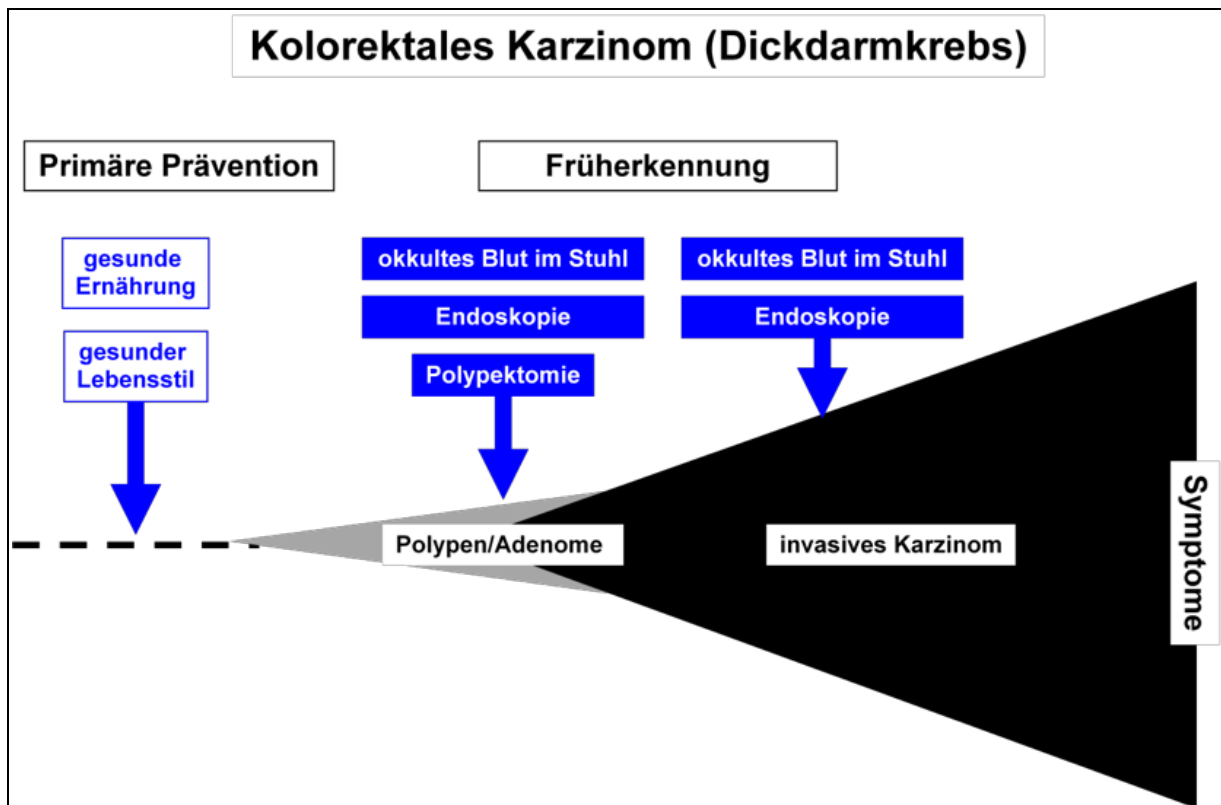 Kolorektales Karzinom (Dickdarmkrebs)
Primäre Prävention
Früherkennung
gesunde
Ernährung
gesunder
Lebensstil
okkultes Blut im Stuhl
Endoskopie
Polypektomie
okkultes Blut im Stuhl
Endoskopie
Polypen/Adenome
invasives Karzinom
Symptome